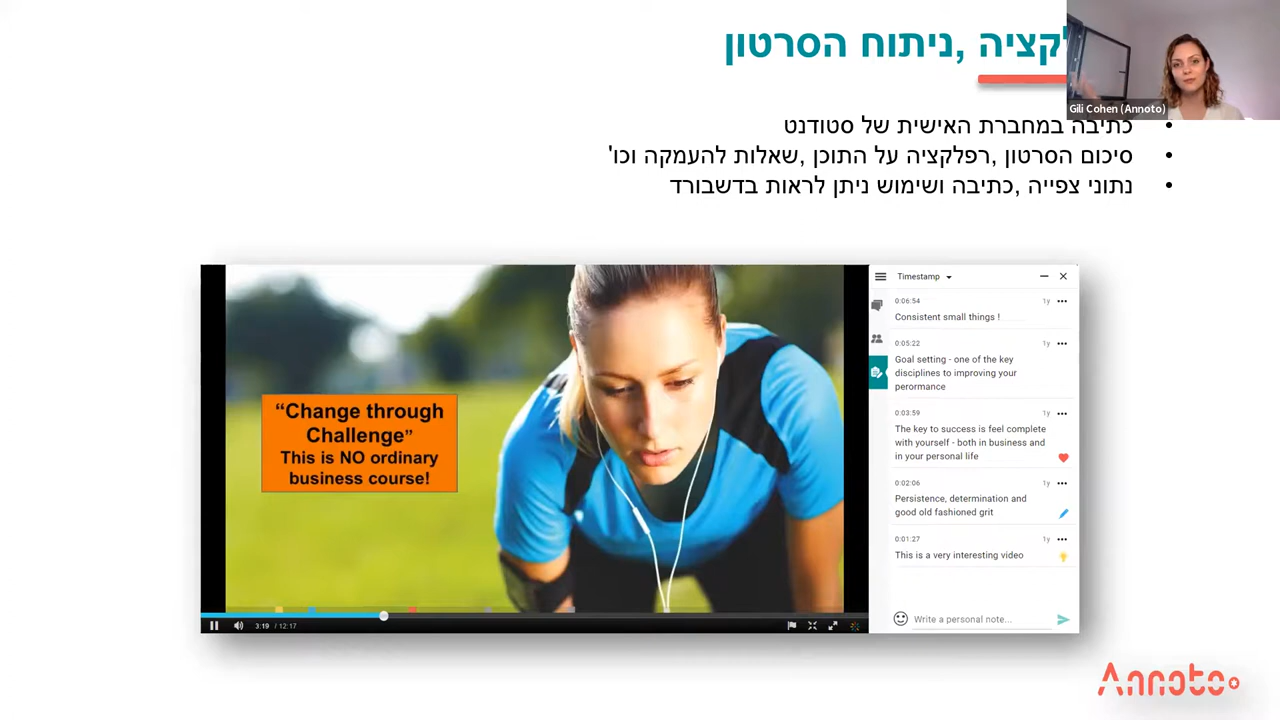 ניתוח הסרטון
Gili Cohen (Annoto)
כתיבה במחברת האישית של סטודנט
סיכום הסרטון ,רפלקציה על התוכן ,שאלות להעמקה וכו'
נתוני צפייה ,כתיבה ושימוש ניתן לראות בדשבורד
"Change through
Challenge"
This is NO ordinary
business course!
3:19 / 12:17
Timestamp
0:06:54 1y
Consistent small things !
0:05:22 1y
Goal setting - one of the key
disciplines to improving your
perormance
0:03:59 1y
The key to success is feel complete
with yourself - both in business and
in your personal life
0:02:06 1y
Persistence, determination and
good old fashioned grit
0:01:27 1y
This is a very interesting video
Write a personal note...
Annoto